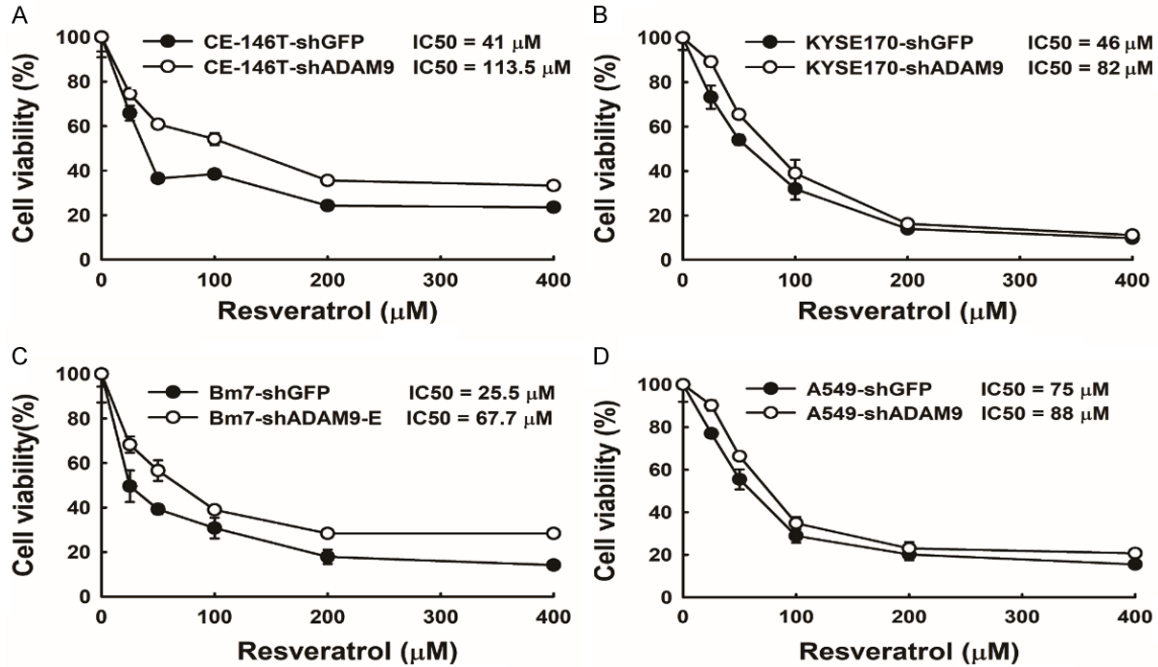 A
CE-146T-shGFP IC50 = 41 μM
CE-146T-shADAM9 IC50 = 113.5 μM
Cell viability (%)
100
80
60
40
20
0
0 100 200 300 400
Resveratrol (μM)
B
KYSE170-shGFP IC50 = 46 μM
KYSE170-shADAM9 IC50 = 82 μM
Cell viability (%)
100
80
60
40
20
0
0 100 200 300 400
Resveratrol (μM)
C
Bm7-shGFP IC50 = 25.5 μM
Bm7-shADAM9-E IC50 = 67.7 μM
Cell viability(%)
100
80
60
40
20
0
0 100 200 300 400
Resveratrol (μM)
D
A549-shGFP IC50 = 75 μM
A549-shADAM9 IC50 = 88 μM
Cell viability (%)
100
80
60
40
20
0
0 100 200 300 400
Resveratrol (μM)